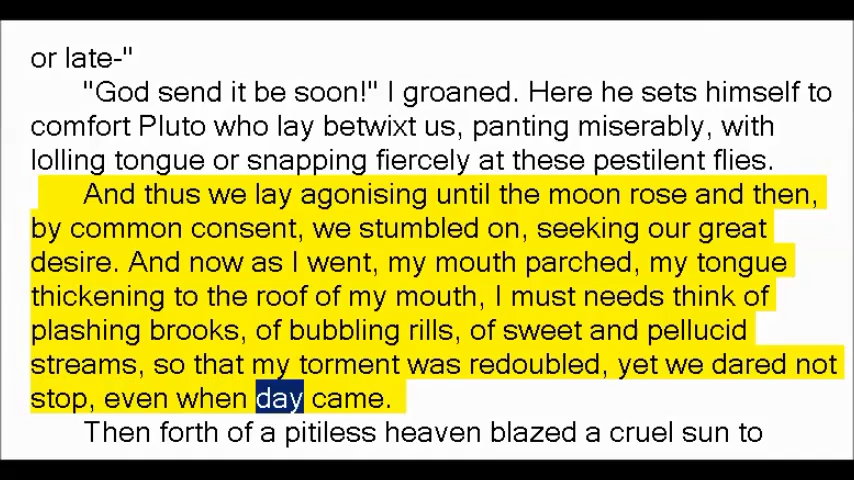 or late-"
"God send it be soon!" I groaned. Here he sets himself to
comfort Pluto who lay betwixt us, panting miserably, with
lolling tongue or snapping fiercely at these pestilent flies.
And thus we lay agonising until the moon rose and then,
by common consent, we stumbled on, seeking our great
desire. And now as I went, my mouth parched, my tongue
thickening to the roof of my mouth, I must needs think of
plashing brooks, of bubbling rills, of sweet and pellucid
streams, so that my torment was redoubled, yet we dared not
stop, even when day came.
Then forth of a pitiless heaven blazed a cruel sun to